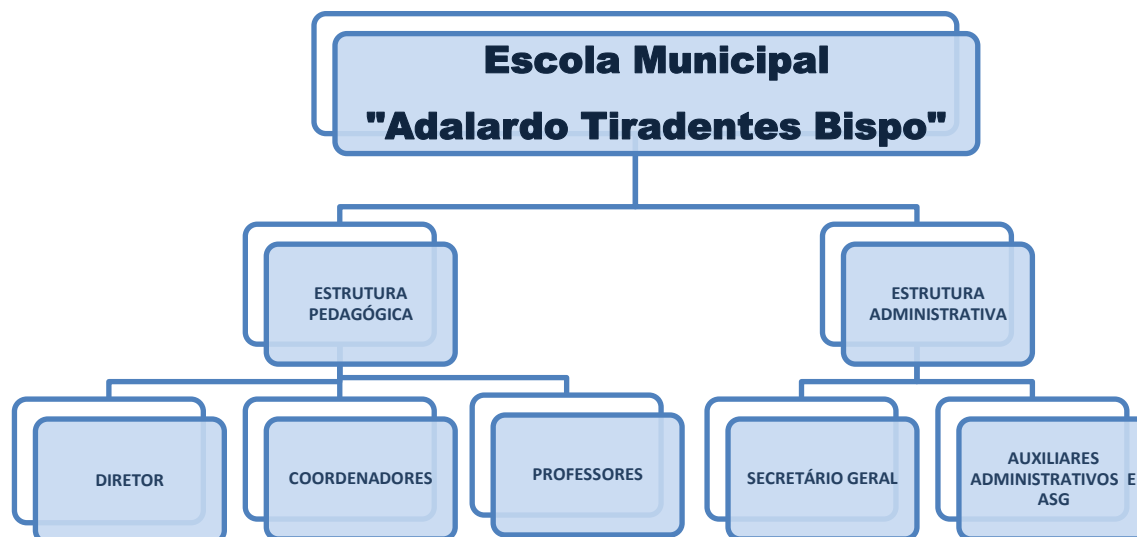 Escola Municipal
"Adalardo Tiradentes Bispo"
ESTRUTURA
PEDAGÓGICA
ESTRUTURA
ADMINISTRATIVA
DIRETOR
COORDENADORES
PROFESSORES
SECRETÁRIO GERAL
AUXILIARES
ADMINISTRATIVOS E
ASG